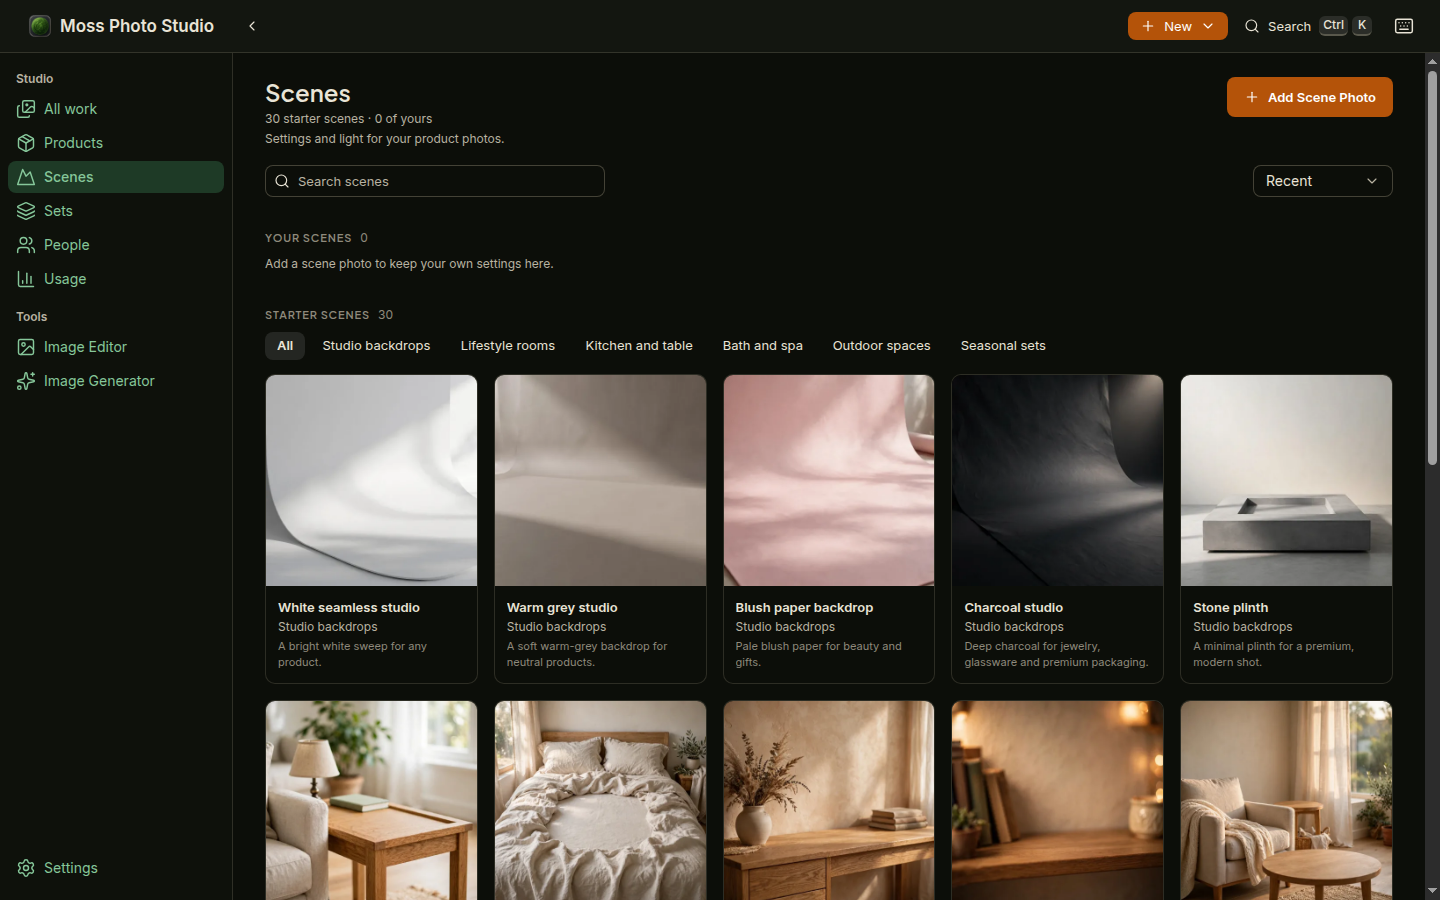 Moss Photo Studio
New
Search
Ctrl
K
Studio
All work
Products
Scenes
Sets
People
Usage
Tools
Image Editor
Image Generator
Settings
Scenes
30 starter scenes · 0 of yours
Settings and light for your product photos.
Add Scene Photo
Search scenes
Recent
YOUR SCENES 0
Add a scene photo to keep your own settings here.
STARTER SCENES 30
All
Studio backdrops
Lifestyle rooms
Kitchen and table
Bath and spa
Outdoor spaces
Seasonal sets
White seamless studio
Studio backdrops
A bright white sweep for any
product.
Warm grey studio
Studio backdrops
A soft warm-grey backdrop for
neutral products.
Blush paper backdrop
Studio backdrops
Pale blush paper for beauty and
gifts.
Charcoal studio
Studio backdrops
Deep charcoal for jewelry,
glassware and premium packaging.
Stone plinth
Studio backdrops
A minimal plinth for a premium,
modern shot.